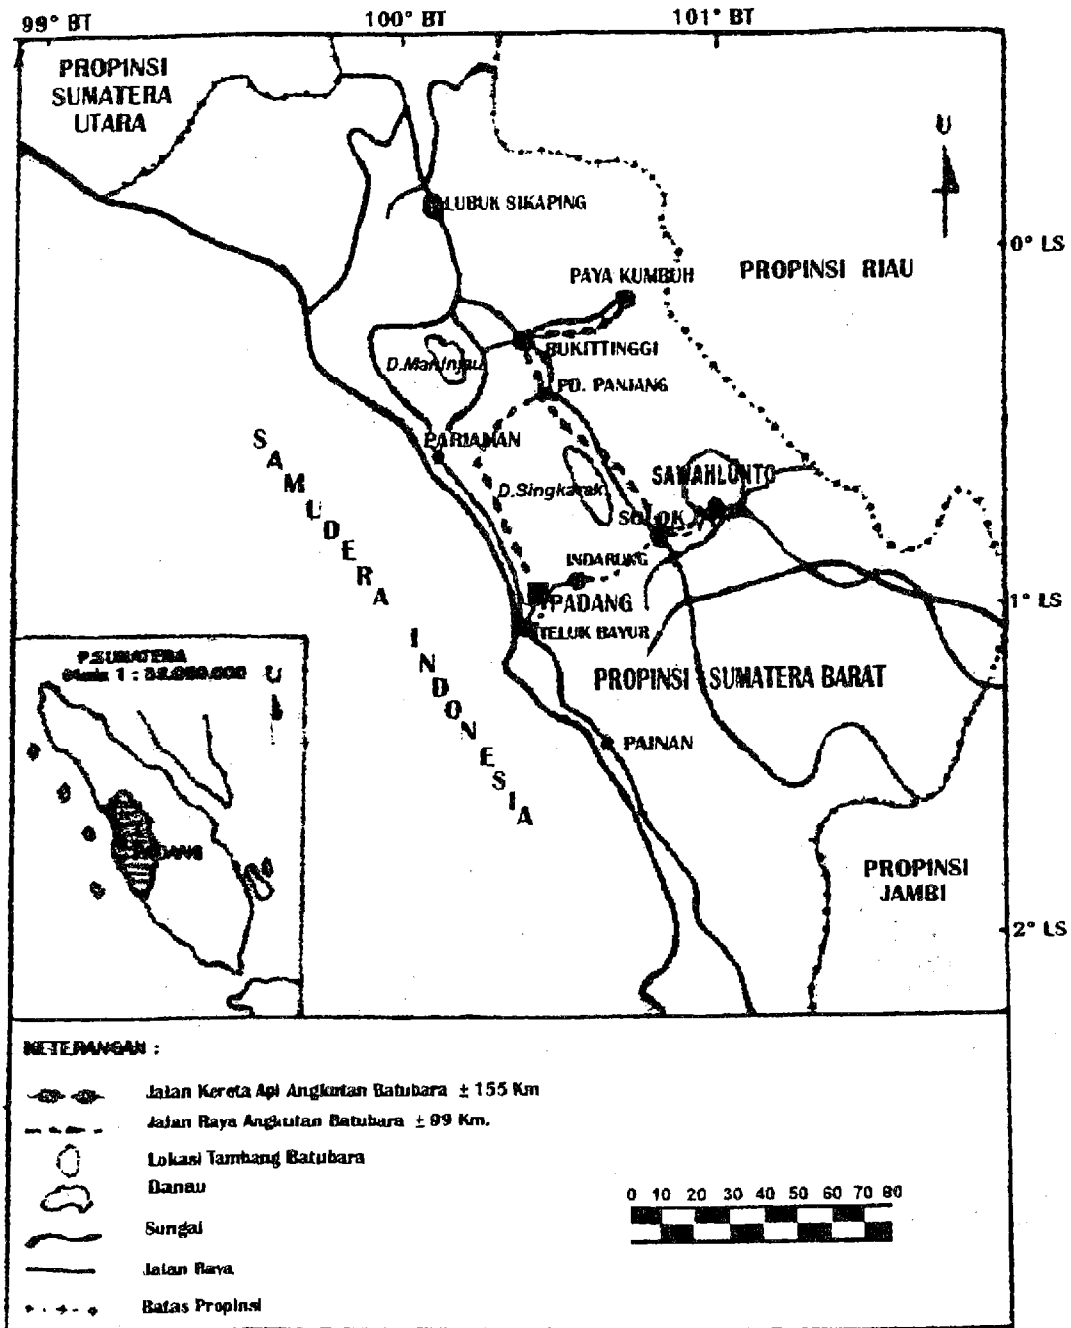 99° BT
100° BT
101° BT
PROPINSI
SUMATERA
UTARA
U
LUBUK SIKAPING
0° LS
PAYA KUMBUH
PROPINSI RIAU
BUKITTINGGI
D.Maninjau
PD. PANJANG
PARIAMAN
SAWAHLUNTO
D.Singkarak
SOLOK
INDARUNG
PADANG
1° LS
TELUK BAYUR
PROPINSI SUMATERA BARAT
SAMUDERA INDONESIA
PAINAN
P.SUMATERA
U
PADANG
PROPINSI
JAMBI
2° LS
KETERANGAN :
Jalan Kereta Api Angkutan Batubara ± 155 Km
Jalan Raya Angkutan Batubara ± 99 Km.
Lokasi Tambang Batubara
Danau
Sungai
Jalan Raya
Batas Propinsi
0 10 20 30 40 50 60 70 80